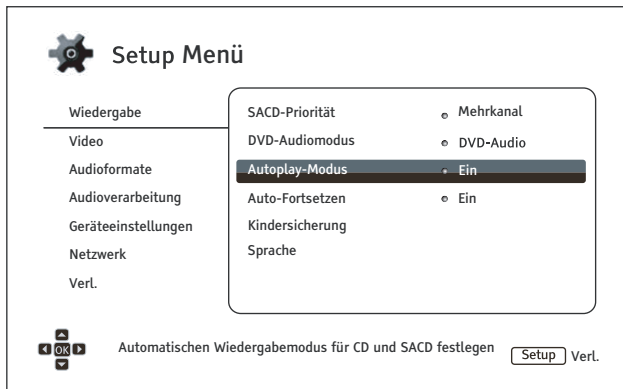 Setup Menü
Wiedergabe
Video
Audioformate
Audioverarbeitung
Geräteeinstellungen
Netzwerk
Verl.
SACD-Priorität Mehrkanal
DVD-Audiomodus DVD-Audio
Autoplay-Modus Ein
Auto-Fortsetzen Ein
Kindersicherung
Sprache
OK Automatischen Wiedergabemodus für CD und SACD festlegen Setup Verl.